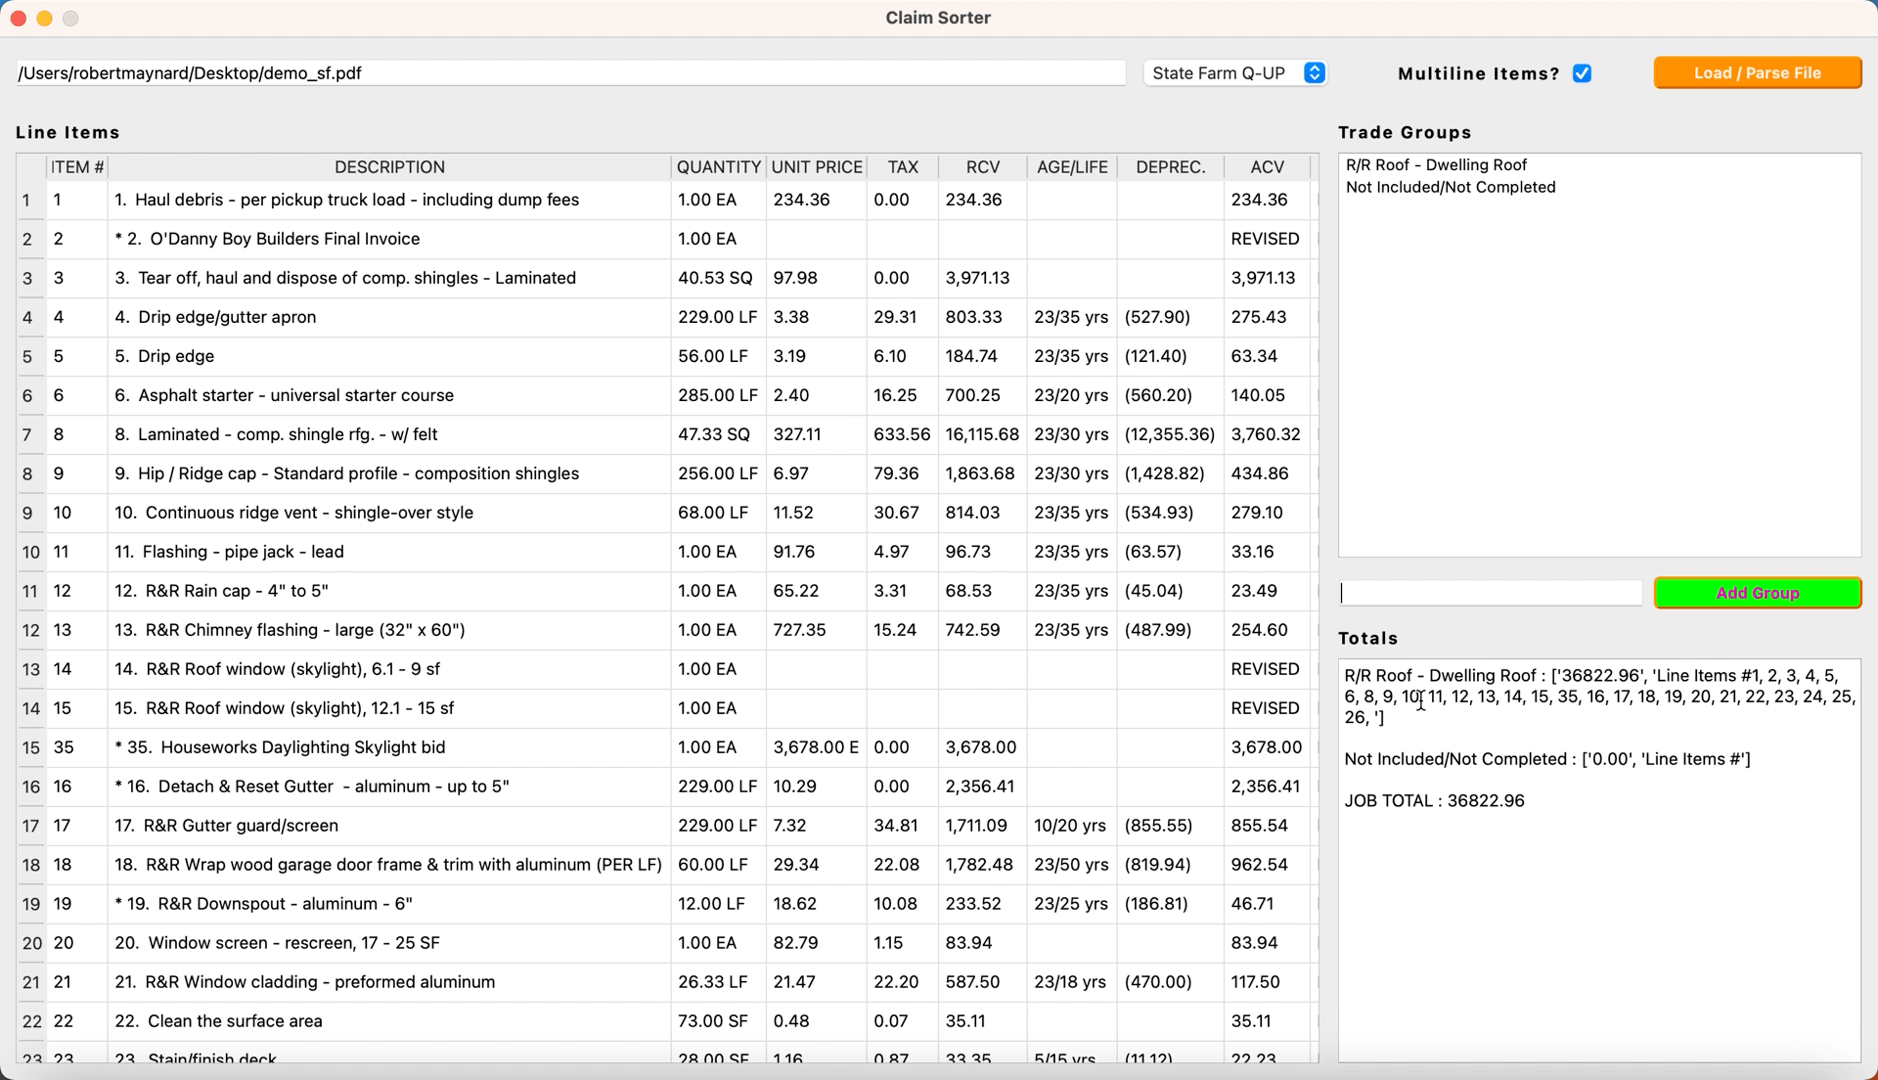 Claim Sorter
/Users/robertmaynard/Desktop/demo_sf.pdf
State Farm Q-UP
Multiline Items?
Load / Parse File
Line Items
ITEM # DESCRIPTION QUANTITY UNIT PRICE TAX RCV AGE/LIFE DEPREC. ACV
1 1 1. Haul debris - per pickup truck load - including dump fees 1.00 EA 234.36 0.00 234.36 234.36
2 2 * 2. O'Danny Boy Builders Final Invoice 1.00 EA REVISED
3 3 3. Tear off, haul and dispose of comp. shingles - Laminated 40.53 SQ 97.98 0.00 3,971.13 3,971.13
4 4 4. Drip edge/gutter apron 229.00 LF 3.38 29.31 803.33 23/35 yrs (527.90) 275.43
5 5 5. Drip edge 56.00 LF 3.19 6.10 184.74 23/35 yrs (121.40) 63.34
6 6 6. Asphalt starter - universal starter course 285.00 LF 2.40 16.25 700.25 23/20 yrs (560.20) 140.05
7 8 8. Laminated - comp. shingle rfg. - w/ felt 47.33 SQ 327.11 633.56 16,115.68 23/30 yrs (12,355.36) 3,760.32
8 9 9. Hip / Ridge cap - Standard profile - composition shingles 256.00 LF 6.97 79.36 1,863.68 23/30 yrs (1,428.82) 434.86
9 10 10. Continuous ridge vent - shingle-over style 68.00 LF 11.52 30.67 814.03 23/35 yrs (534.93) 279.10
10 11 11. Flashing - pipe jack - lead 1.00 EA 91.76 4.97 96.73 23/35 yrs (63.57) 33.16
11 12 12. R&R Rain cap - 4" to 5" 1.00 EA 65.22 3.31 68.53 23/35 yrs (45.04) 23.49
12 13 13. R&R Chimney flashing - large (32" x 60") 1.00 EA 727.35 15.24 742.59 23/35 yrs (487.99) 254.60
13 14 14. R&R Roof window (skylight), 6.1 - 9 sf 1.00 EA REVISED
14 15 15. R&R Roof window (skylight), 12.1 - 15 sf 1.00 EA REVISED
15 35 * 35. Houseworks Daylighting Skylight bid 1.00 EA 3,678.00 E 0.00 3,678.00 3,678.00
16 16 * 16. Detach & Reset Gutter - aluminum - up to 5" 229.00 LF 10.29 0.00 2,356.41 2,356.41
17 17 17. R&R Gutter guard/screen 229.00 LF 7.32 34.81 1,711.09 10/20 yrs (855.55) 855.54
18 18 18. R&R Wrap wood garage door frame & trim with aluminum (PER LF) 60.00 LF 29.34 22.08 1,782.48 23/50 yrs (819.94) 962.54
19 19 * 19. R&R Downspout - aluminum - 6" 12.00 LF 18.62 10.08 233.52 23/25 yrs (186.81) 46.71
20 20 20. Window screen - rescreen, 17 - 25 SF 1.00 EA 82.79 1.15 83.94 83.94
21 21 21. R&R Window cladding - preformed aluminum 26.33 LF 21.47 22.20 587.50 23/18 yrs (470.00) 117.50
22 22 22. Clean the surface area 73.00 SF 0.48 0.07 35.11 35.11
23 23 23. Stain/finish deck 28.00 SF 1.16 0.87 33.35 5/15 yrs (11.12) 22.23
Trade Groups
R/R Roof - Dwelling Roof
Not Included/Not Completed
Add Group
Totals
R/R Roof - Dwelling Roof : ['36822.96', 'Line Items #1, 2, 3, 4, 5,
6, 8, 9, 10, 11, 12, 13, 14, 15, 35, 16, 17, 18, 19, 20, 21, 22, 23, 24, 25,
26, ']
Not Included/Not Completed : ['0.00', 'Line Items #']
JOB TOTAL : 36822.96